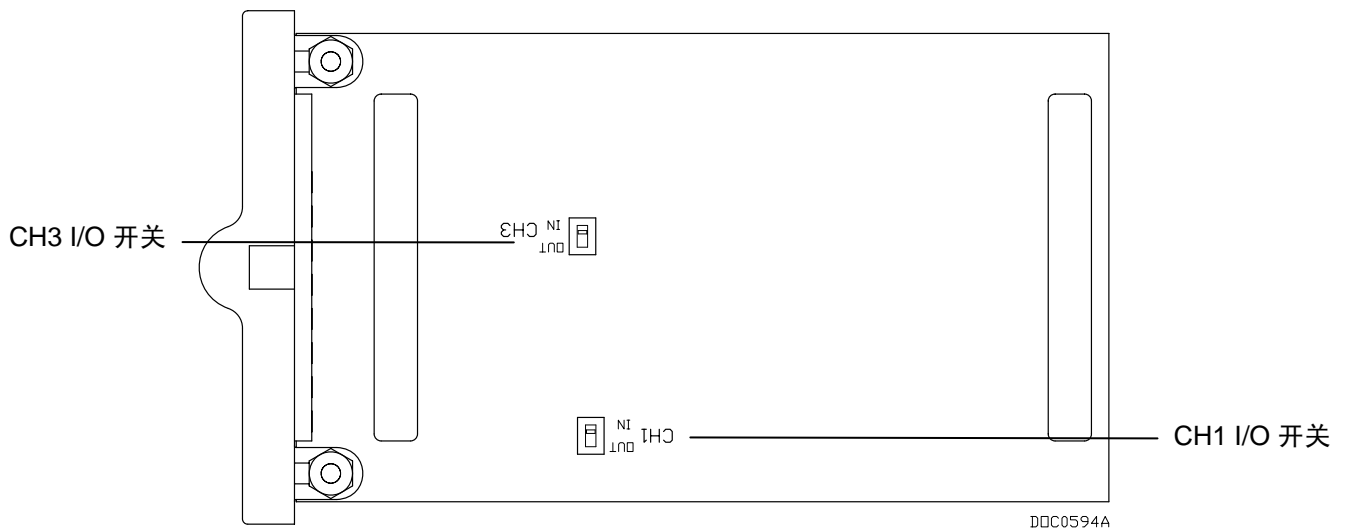 CH3 I/O 开关
CH3
IN
OUT
IN
OUT
CH1
CH1 I/O 开关
DOC0594A